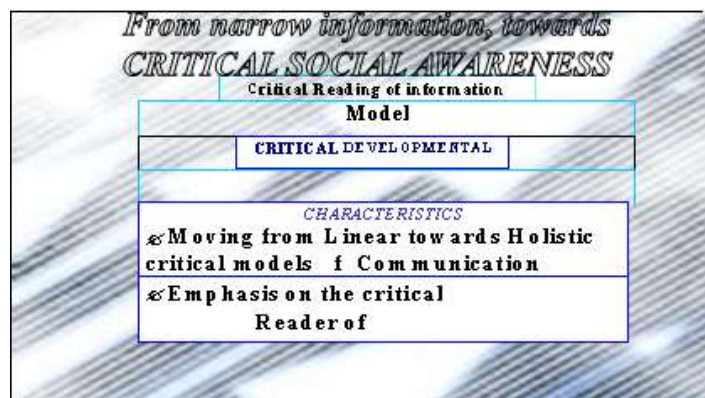 From narrow information, towards
CRITICAL SOCIAL AWARENESS
Critical Reading of information
Model
CRITICAL DEVELOPMENTAL
CHARACTERISTICS
Moving from Linear towards Holistic
critical models f Communication
Emphasis on the critical
Reader of